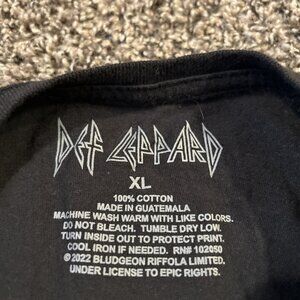 DEF LEPPARD
XL
100% COTTON
MADE IN GUATEMALA
MACHINE WASH WARM WITH LIKE COLORS.
DO NOT BLEACH. TUMBLE DRY LOW.
TURN INSIDE OUT TO PROTECT PRINT.
COOL IRON IF NEEDED. RN# 102050
©2022 BLUDGEON RIFFOLA LIMITED.
UNDER LICENSE TO EPIC RIGHTS.